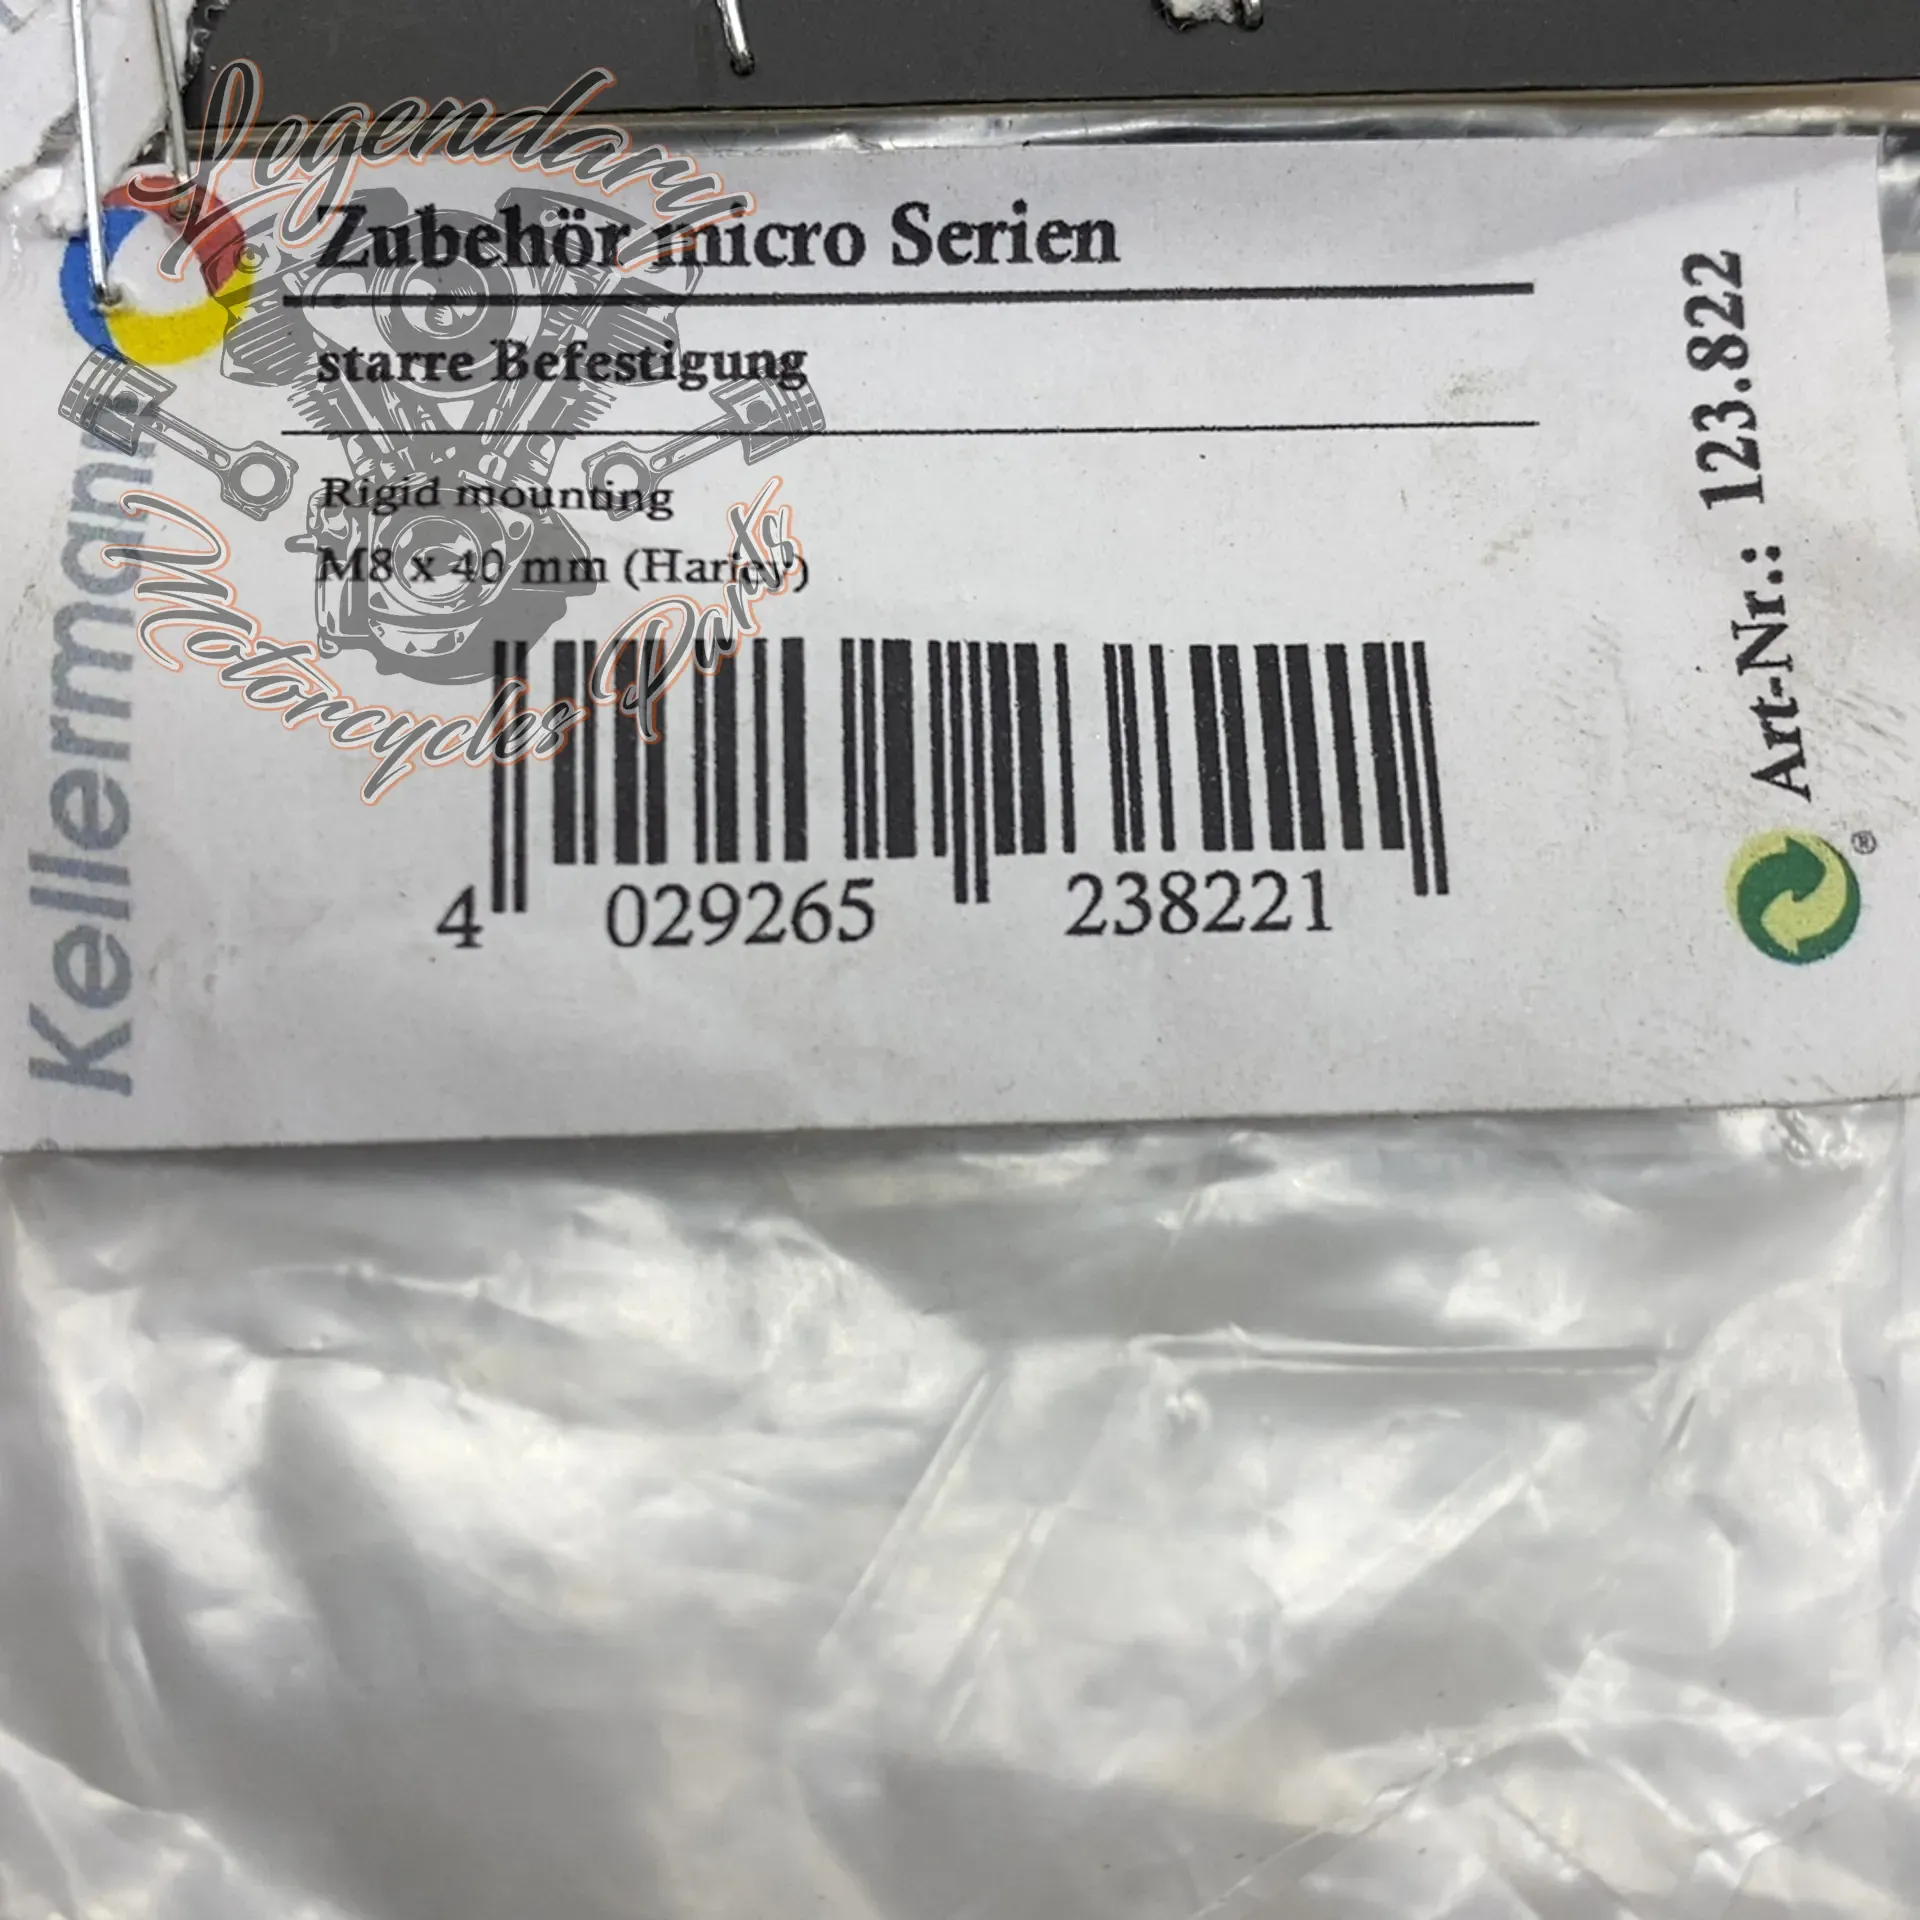 Legendary
Motorcycles Parts
Kellermann
Zubehör micro Serien
starre Befestigung
Rigid mounting
M8 x 40 mm (Harley)
4 029265 238221
Art-Nr.: 123.822
®